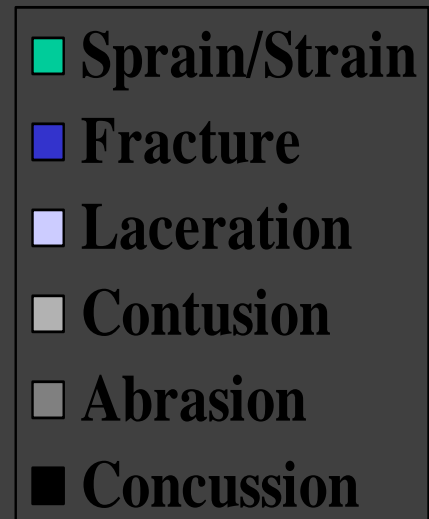 Sprain/Strain
Fracture
Laceration
Contusion
Abrasion
Concussion